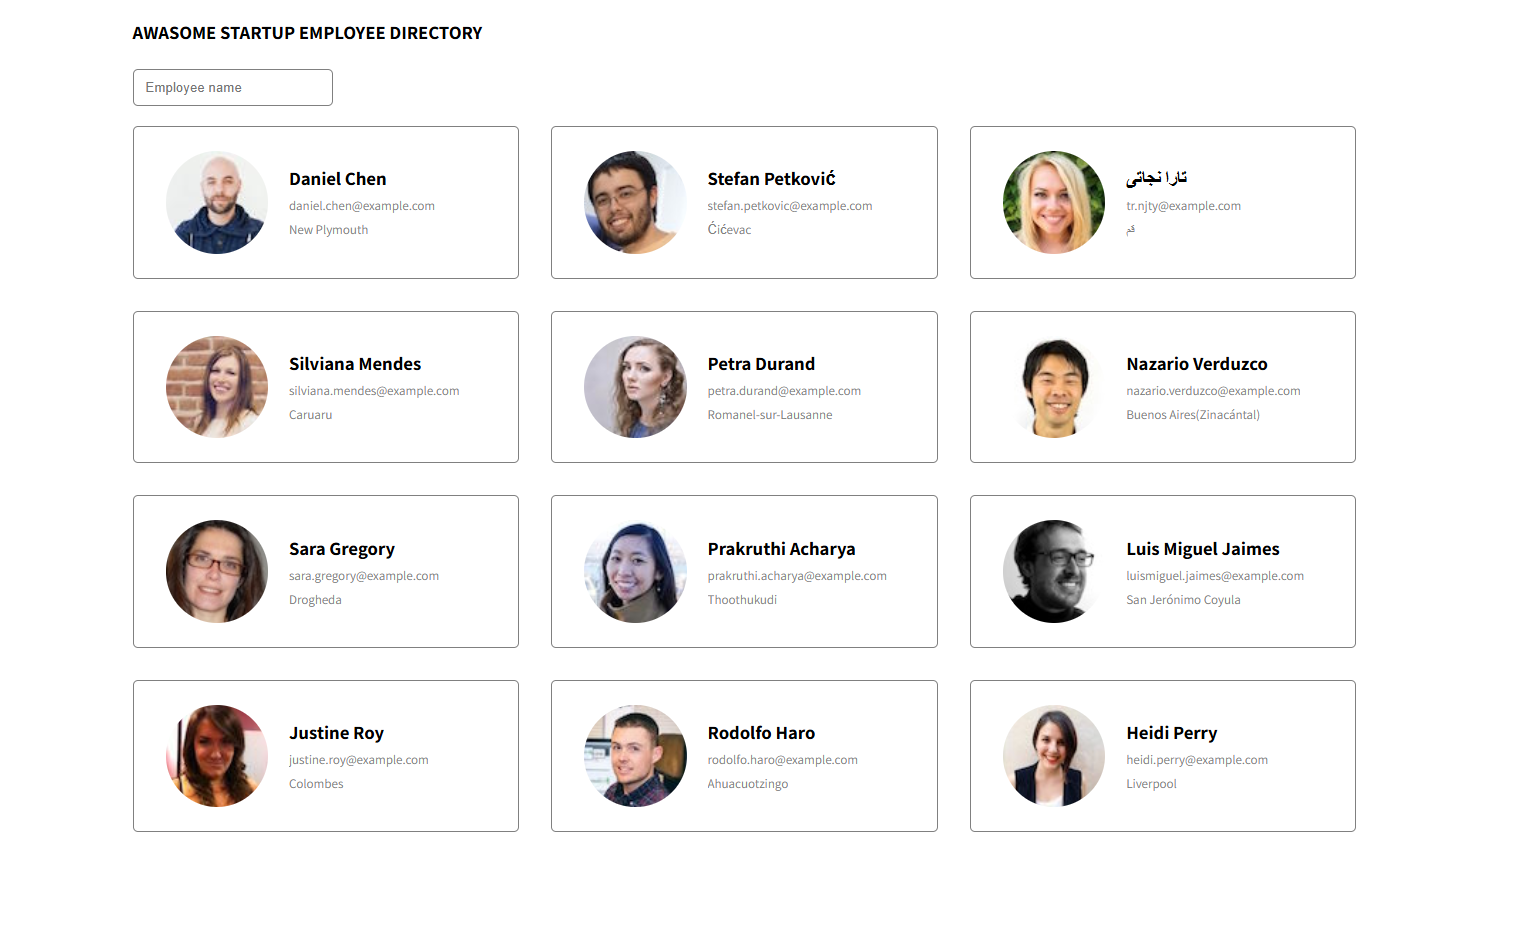 AWASOME STARTUP EMPLOYEE DIRECTORY
Employee name
Daniel Chen
daniel.chen@example.com
New Plymouth
Stefan Petković
stefan.petkovic@example.com
Ćićevac
تارا نجاتی
tr.njty@example.com
قم
Silviana Mendes
silviana.mendes@example.com
Caruaru
Petra Durand
petra.durand@example.com
Romanel-sur-Lausanne
Nazario Verduzco
nazario.verduzco@example.com
Buenos Aires(Zinacántal)
Sara Gregory
sara.gregory@example.com
Drogheda
Prakruthi Acharya
prakruthi.acharya@example.com
Thoothukudi
Luis Miguel Jaimes
luismiguel.jaimes@example.com
San Jerónimo Coyula
Justine Roy
justine.roy@example.com
Colombes
Rodolfo Haro
rodolfo.haro@example.com
Ahuacuotzingo
Heidi Perry
heidi.perry@example.com
Liverpool